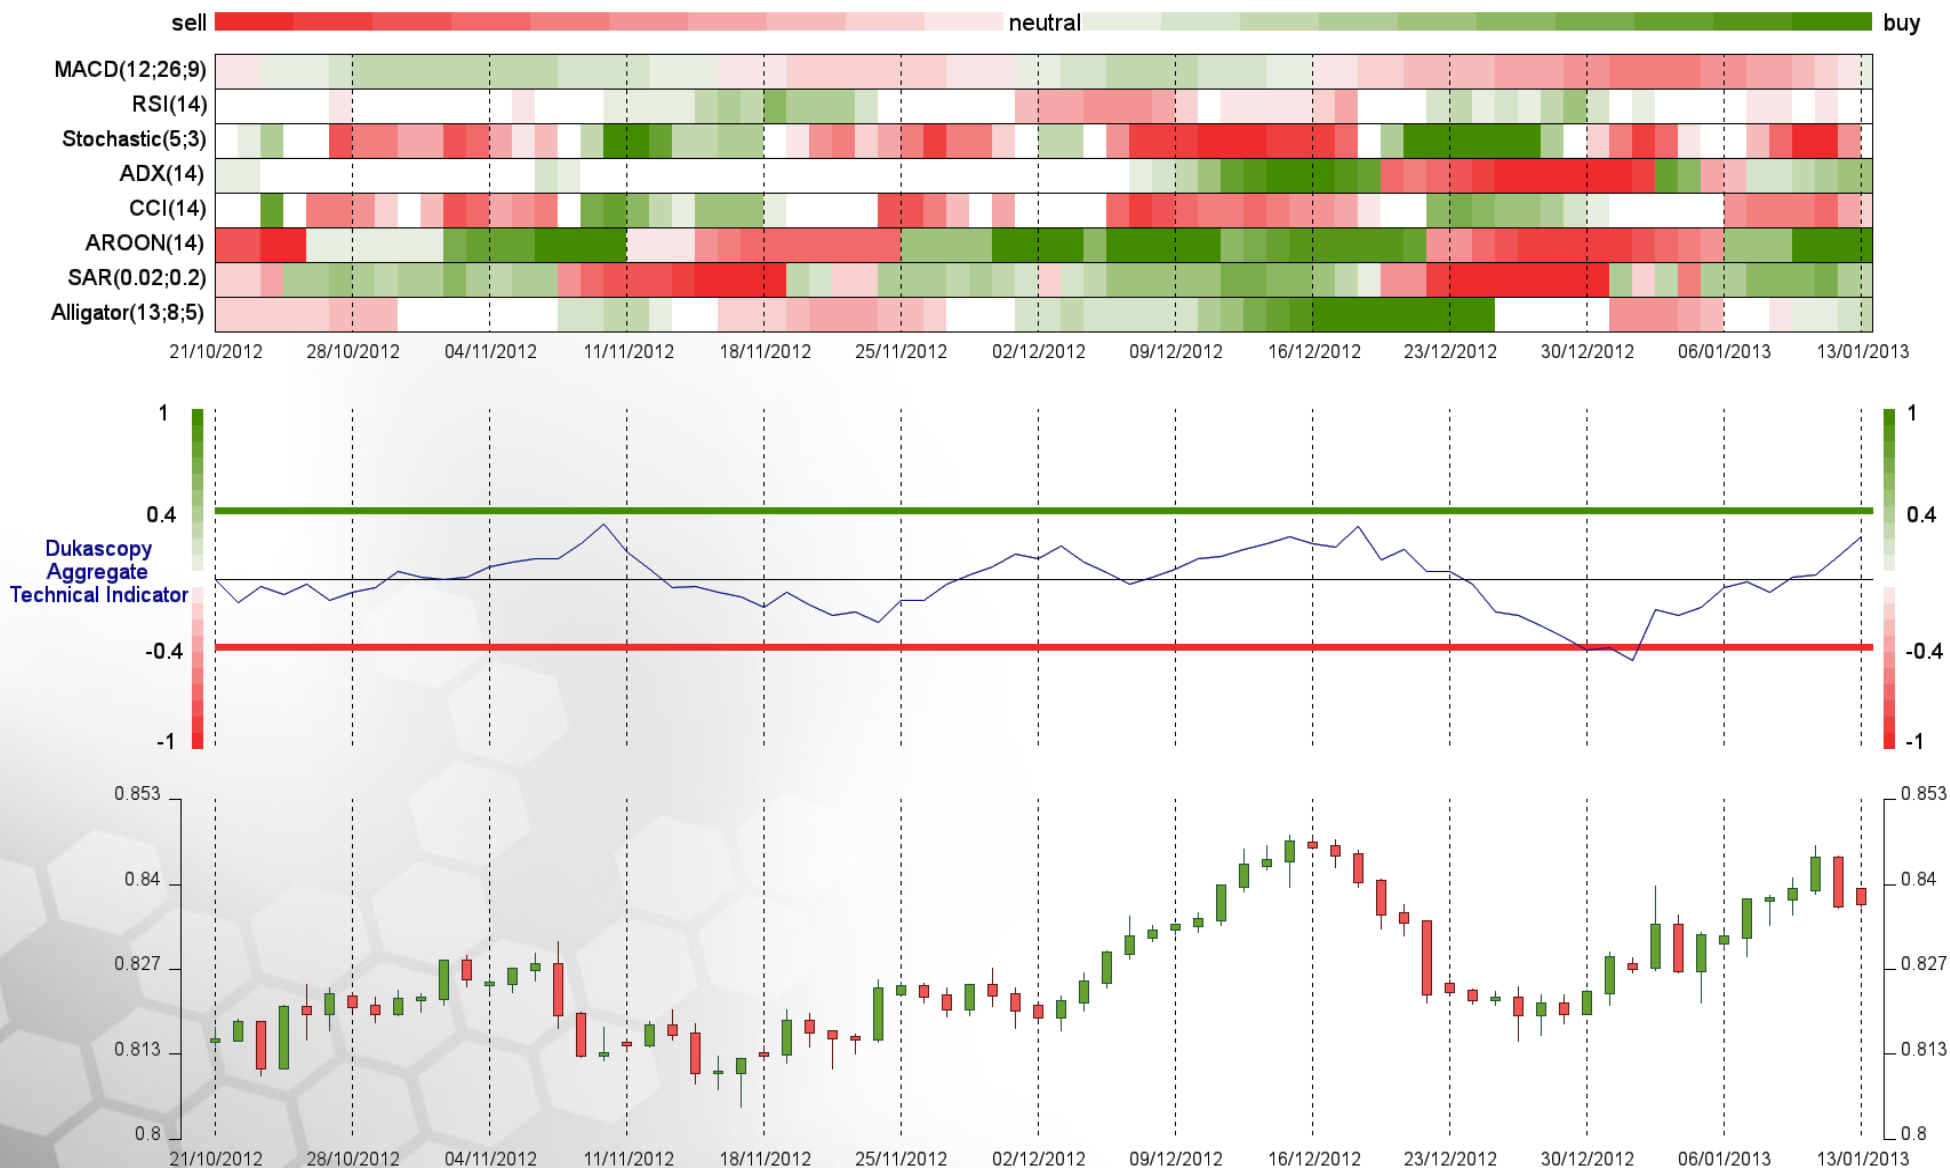 sell neutral buy
MACD(12;26;9)
RSI(14)
Stochastic(5;3)
ADX(14)
CCI(14)
AROON(14)
SAR(0.02;0.2)
Alligator(13;8;5)
21/10/2012 28/10/2012 04/11/2012 11/11/2012 18/11/2012 25/11/2012 02/12/2012 09/12/2012 16/12/2012 23/12/2012 30/12/2012 06/01/2013 13/01/2013
1 1
0.4 0.4
Dukascopy
Aggregate
Technical Indicator
-0.4 -0.4
-1 -1
0.853 0.853
0.84 0.84
0.827 0.827
0.813 0.813
0.8 0.8
21/10/2012 28/10/2012 04/11/2012 11/11/2012 18/11/2012 25/11/2012 02/12/2012 09/12/2012 16/12/2012 23/12/2012 30/12/2012 06/01/2013 13/01/2013